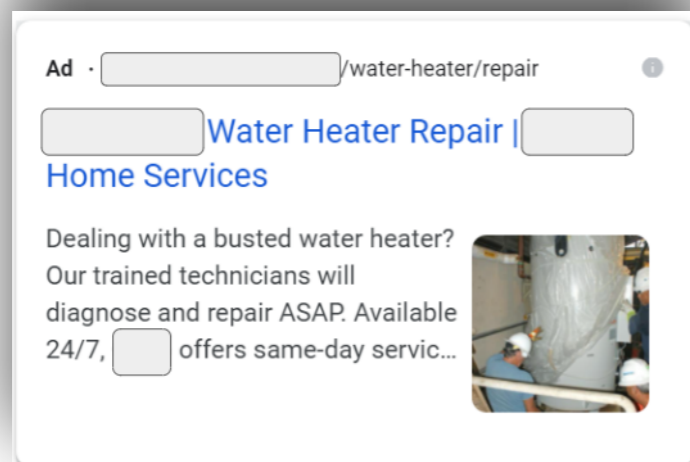 Ad · /water-heater/repair
Water Heater Repair |
Home Services
Dealing with a busted water heater?
Our trained technicians will
diagnose and repair ASAP. Available
24/7, offers same-day servic...